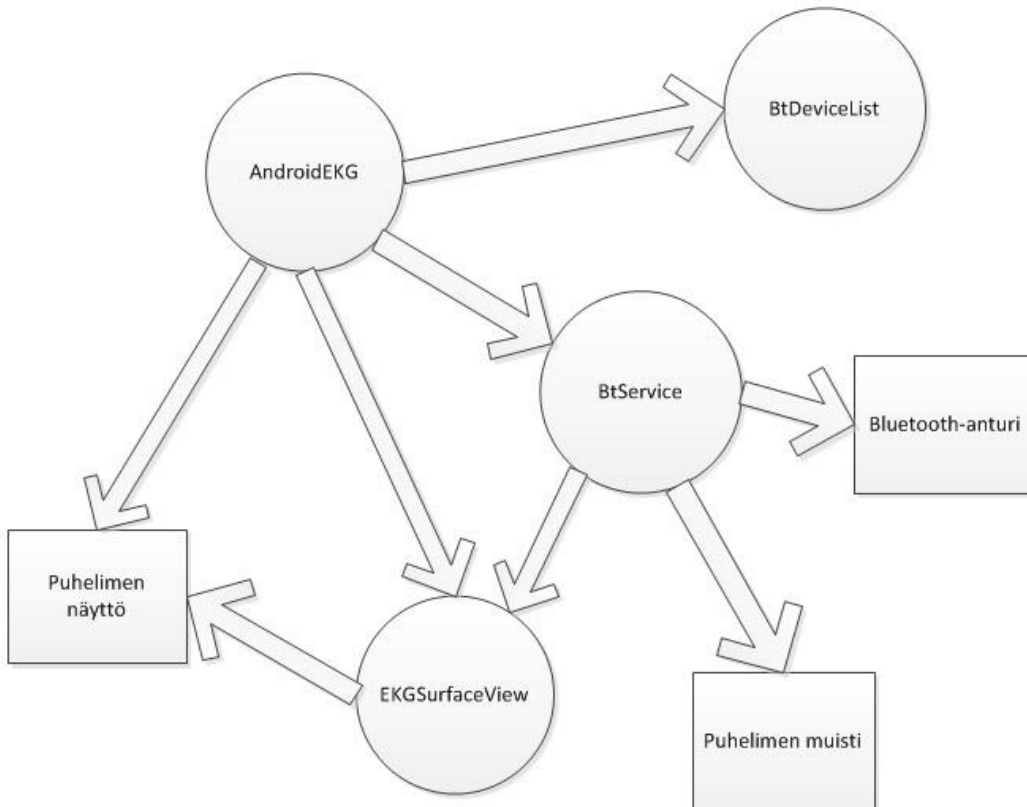 BtDeviceList
AndroidEKG
BtService
Bluetooth-anturi
Puhelimen
näyttö
EKGSurfaceView
Puhelimen muisti